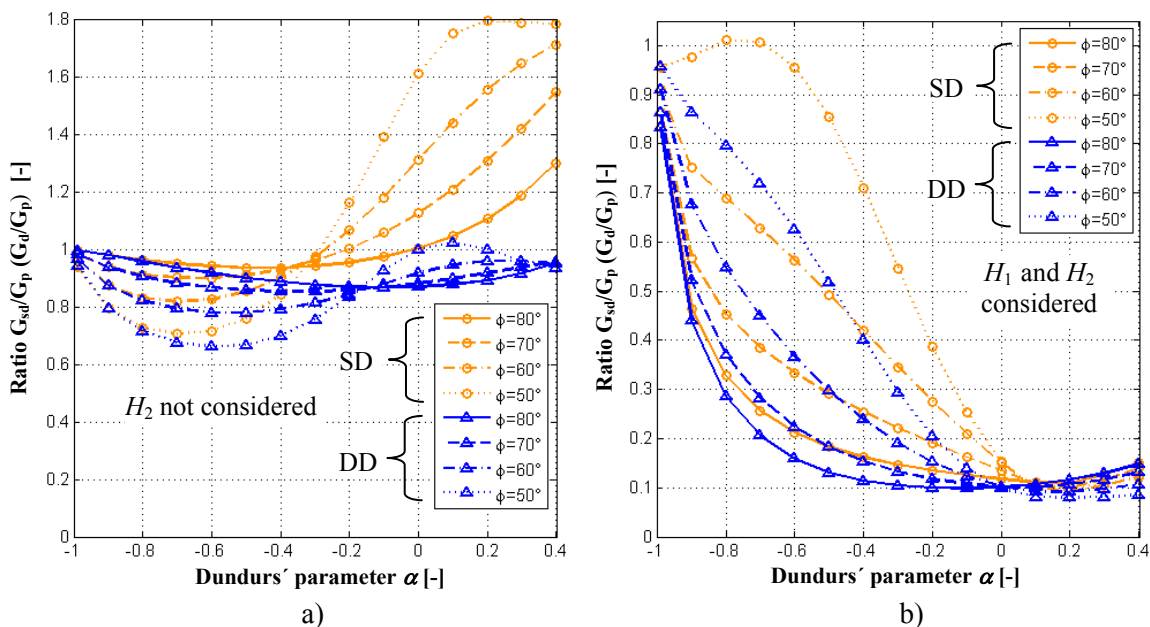 Ratio G_sd/G_p (G_d/G_p) [-]
1.8
1.6
1.4
1.2
1
0.8
0.6
0.4
0.2
0
-1
-0.8
-0.6
-0.4
-0.2
0
0.2
0.4
H_2 not considered
SD
DD
ϕ=80°
ϕ=70°
ϕ=60°
ϕ=50°
ϕ=80°
ϕ=70°
ϕ=60°
ϕ=50°
Dundurs´ parameter α [-]
a)
Ratio G_sd/G_p (G_d/G_p) [-]
1
0.9
0.8
0.7
0.6
0.5
0.4
0.3
0.2
0.1
0
-1
-0.8
-0.6
-0.4
-0.2
0
0.2
0.4
SD
DD
ϕ=80°
ϕ=70°
ϕ=60°
ϕ=50°
ϕ=80°
ϕ=70°
ϕ=60°
ϕ=50°
H_1 and H_2
considered
Dundurs´ parameter α [-]
b)